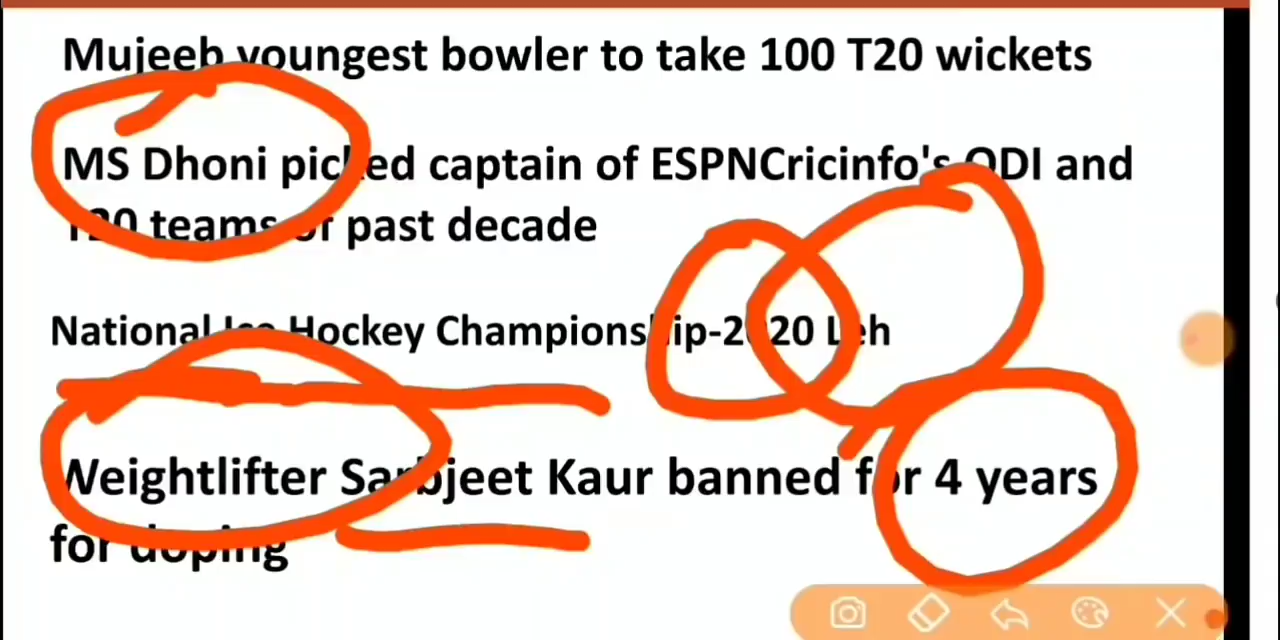 Mujeeb youngest bowler to take 100 T20 wickets
MS Dhoni picked captain of ESPNCricinfo's ODI and
T20 teams of past decade
National Ice Hockey Championship-2020 Leh
Weightlifter Sarbjeet Kaur banned for 4 years
for doping